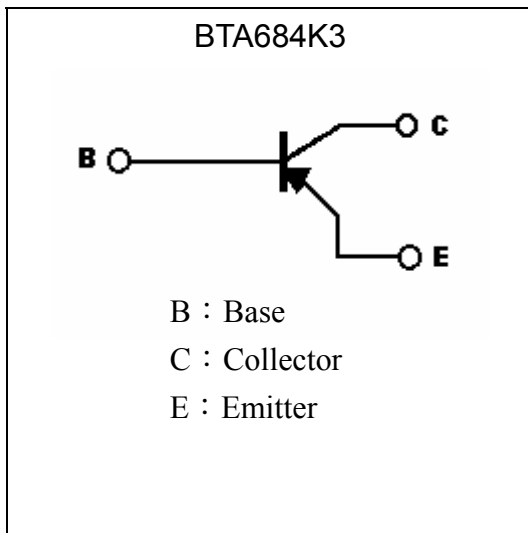 BTA684K3
C
B
E
B：Base
C：Collector
E：Emitter